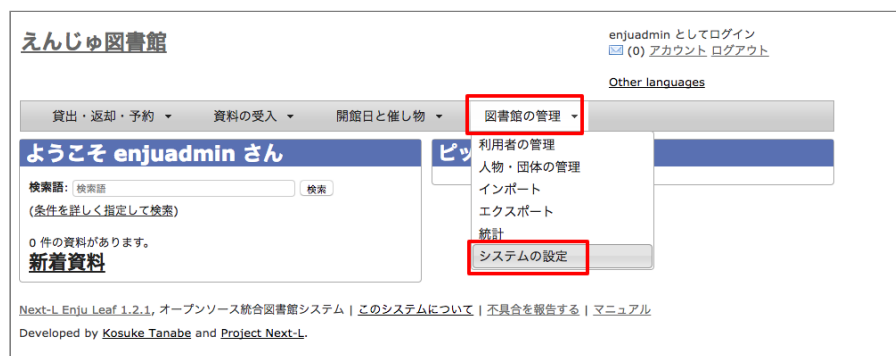 えんじゅ図書館
enjuadmin としてログイン
(0) アカウント ログアウト
Other languages
貸出・返却・予約 ▼ 資料の受入 ▼ 開館日と催し物 ▼ 図書館の管理 ▼
利用者の管理
人物・団体の管理
インポート
エクスポート
統計
システムの設定
ようこそ enjuadmin さん
ピッ
検索語: 検索語 検索
(条件を詳しく指定して検索)
0 件の資料があります。
新着資料
Next-L Enju Leaf 1.2.1, オープンソース統合図書館システム | このシステムについて | 不具合を報告する | マニュアル
Developed by Kosuke Tanabe and Project Next-L.